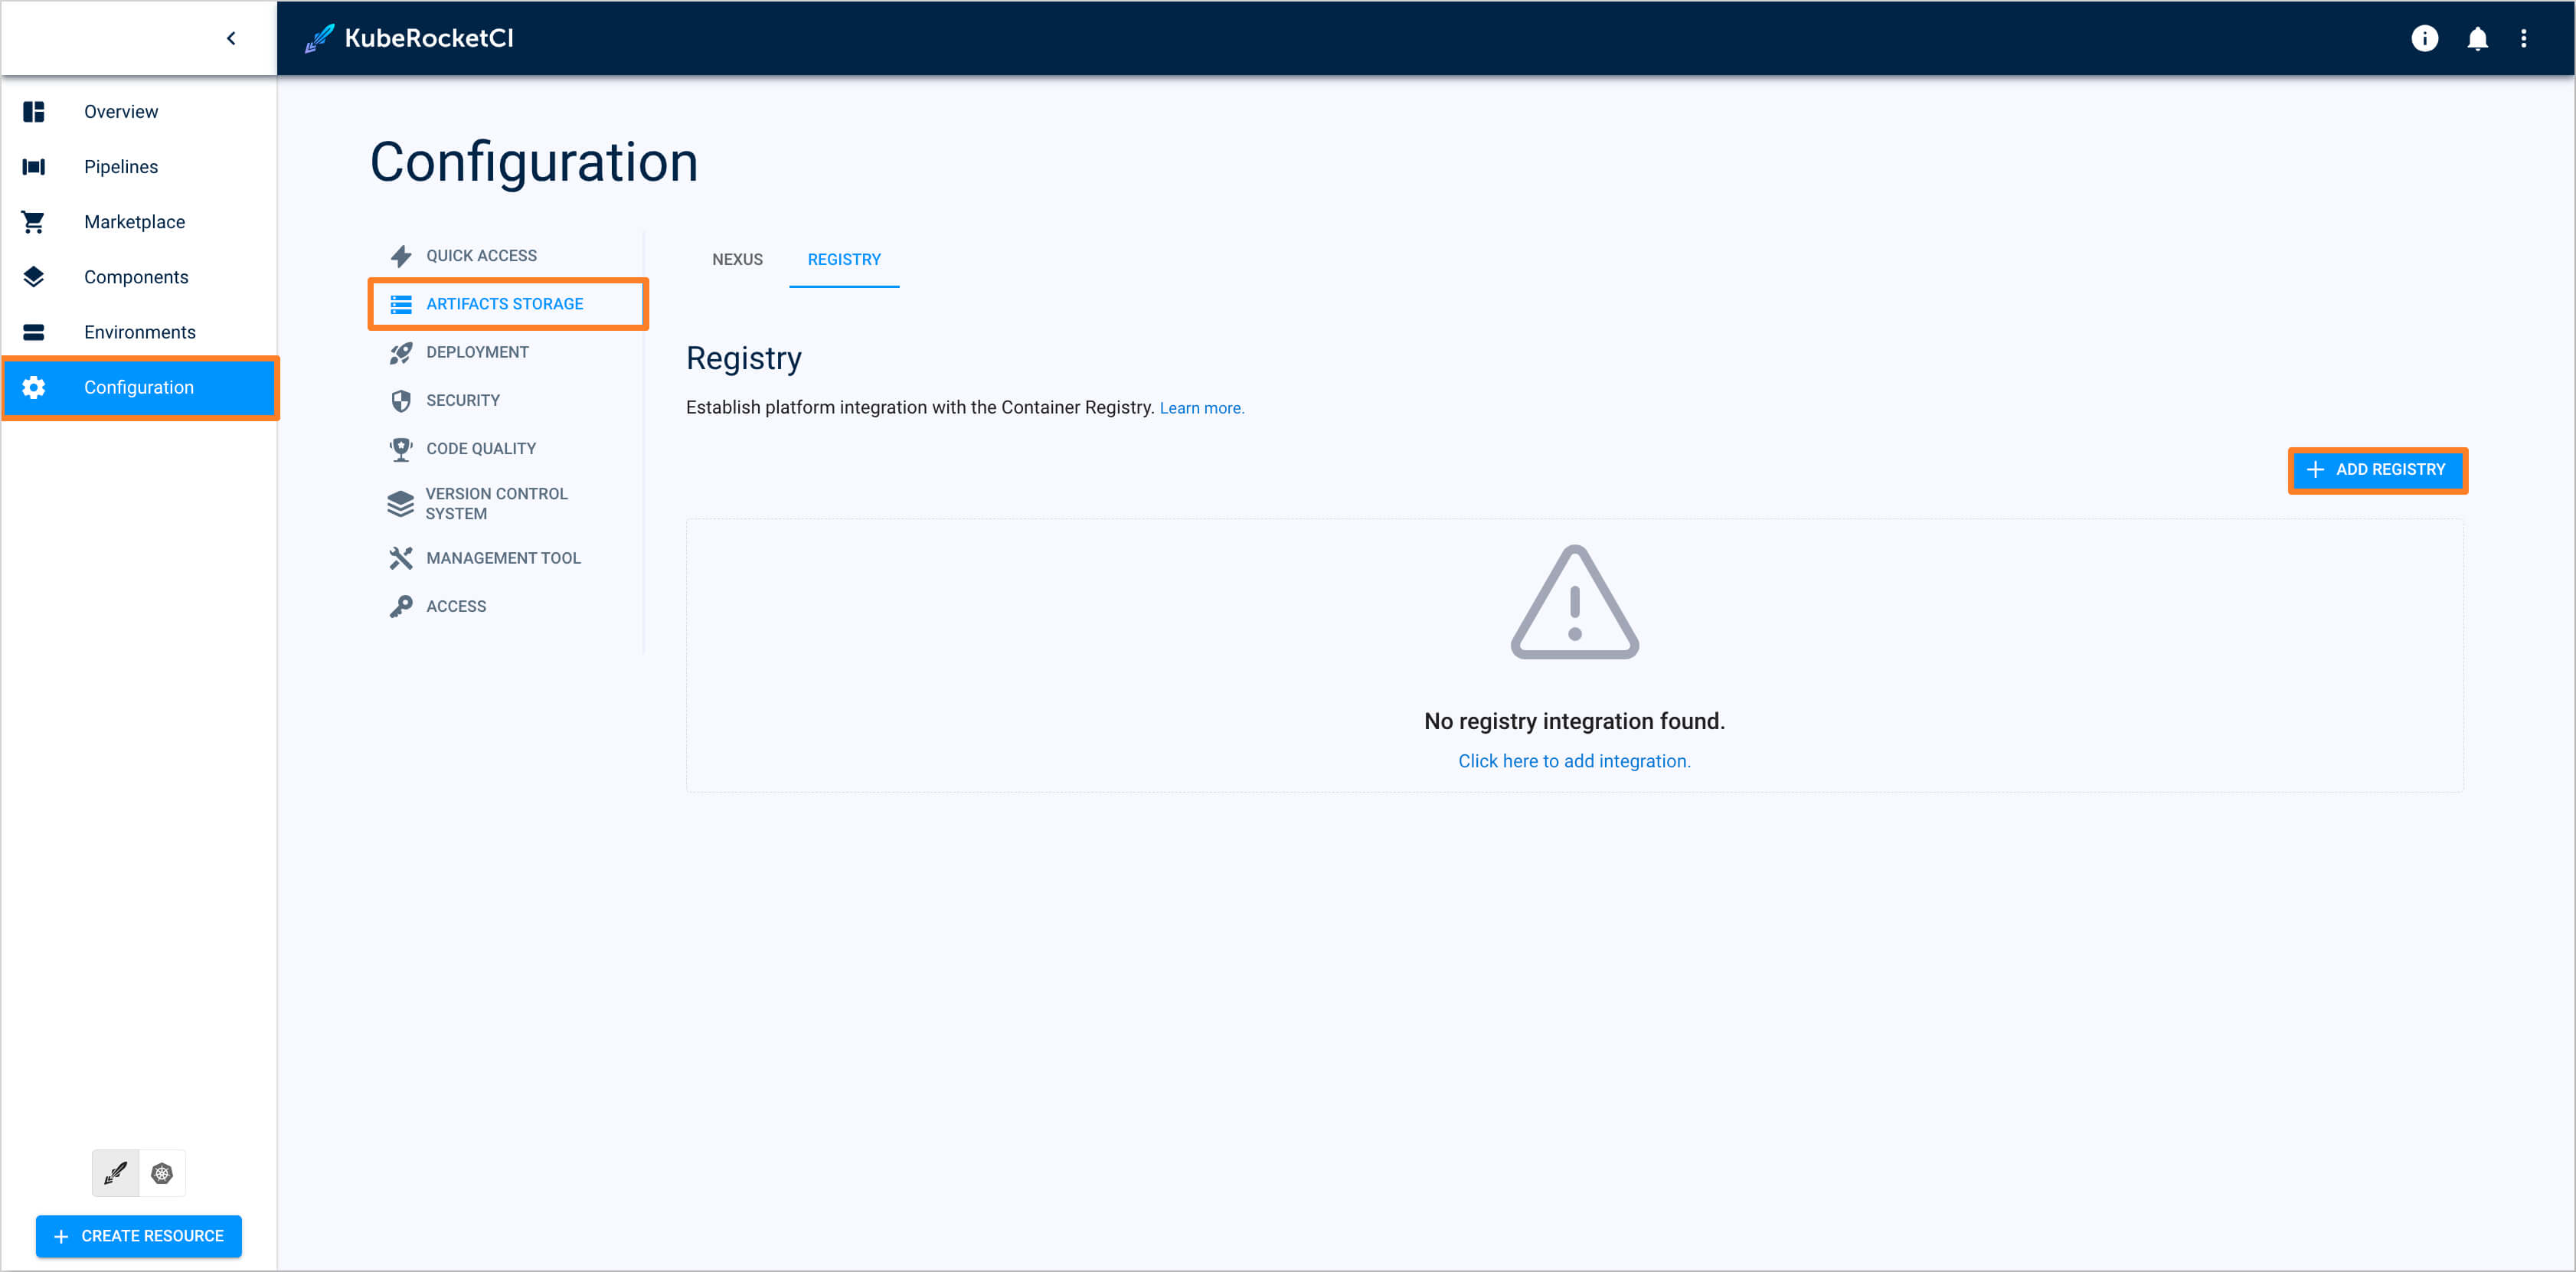 KubeRocketCI
Overview
Pipelines
Marketplace
Components
Environments
Configuration
CREATE RESOURCE
Configuration
QUICK ACCESS
ARTIFACTS STORAGE
DEPLOYMENT
SECURITY
CODE QUALITY
VERSION CONTROL
SYSTEM
MANAGEMENT TOOL
ACCESS
NEXUS
REGISTRY
Registry
Establish platform integration with the Container Registry. Learn more.
ADD REGISTRY
No registry integration found.
Click here to add integration.